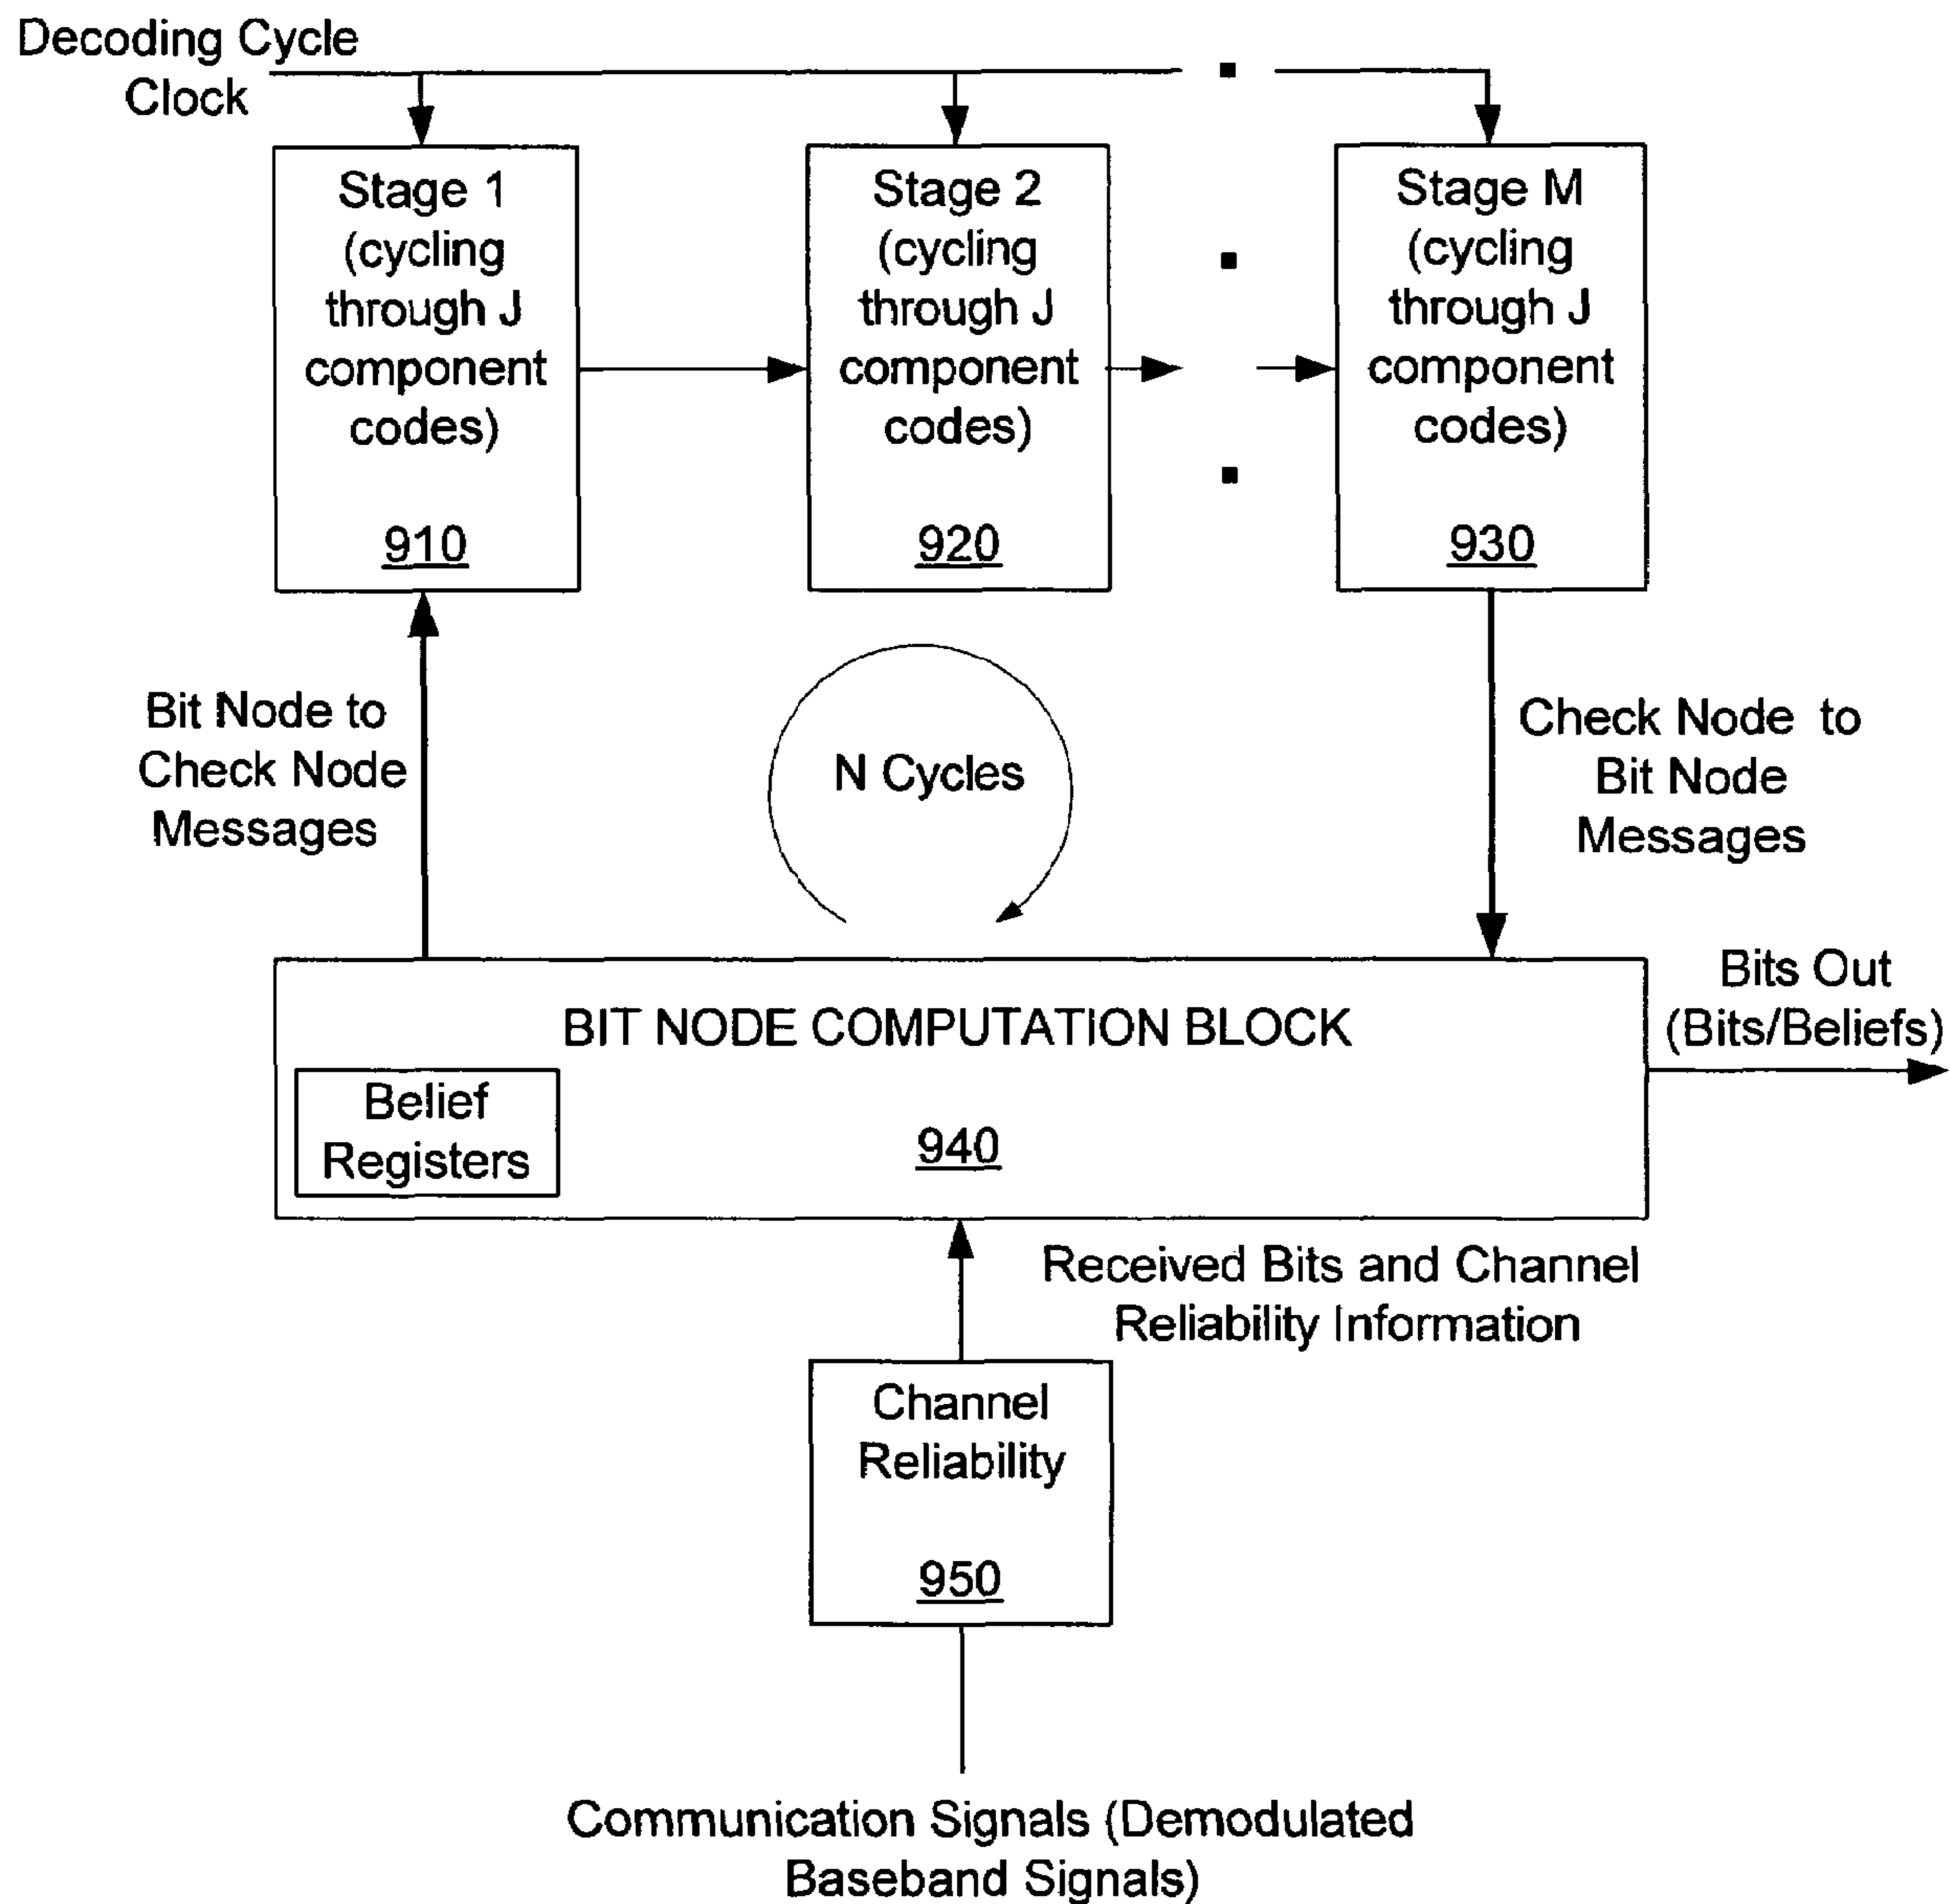 Decoding Cycle
Clock
Stage 1
(cycling
through J
component
codes)
910
Stage 2
(cycling
through J
component
codes)
920
Stage M
(cycling
through J
component
codes)
930
Bit Node to
Check Node
Messages
N Cycles
Check Node to
Bit Node
Messages
BIT NODE COMPUTATION BLOCK
Belief
Registers
940
Bits Out
(Bits/Beliefs)
Received Bits and Channel
Reliability Information
Channel
Reliability
950
Communication Signals (Demodulated
Baseband Signals)